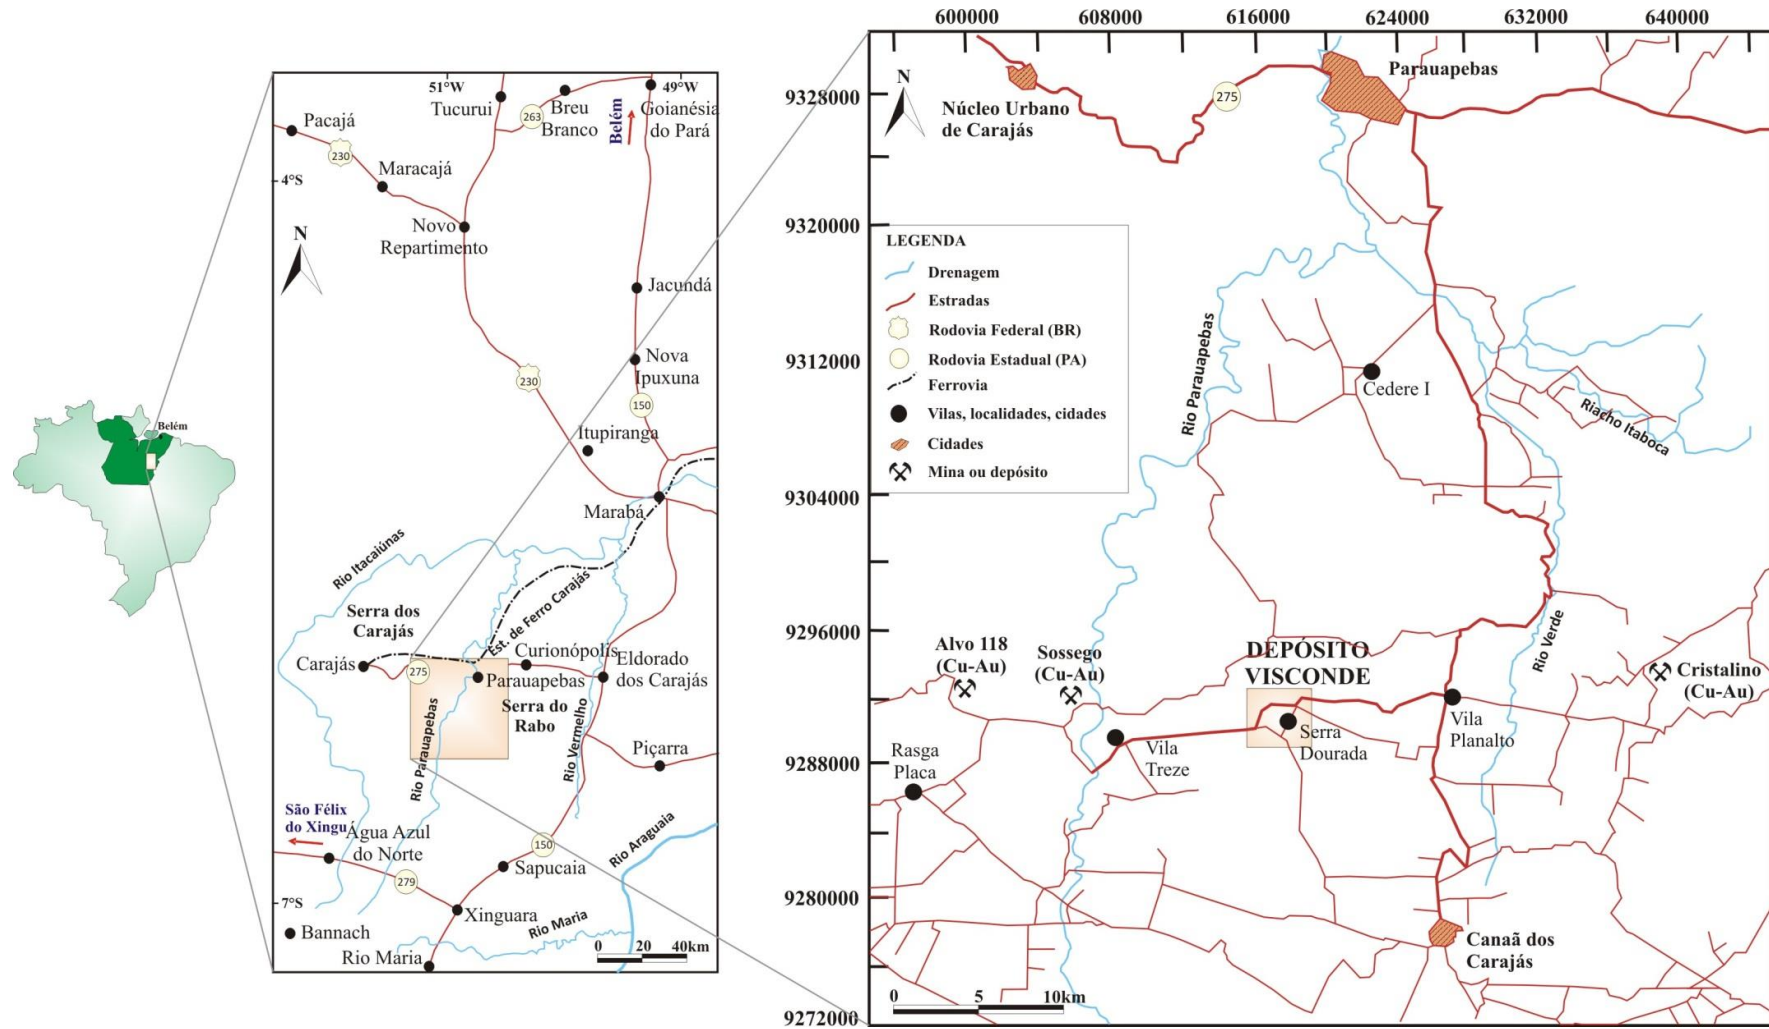 Belém
51°W
49°W
Tucurui
Breu
Branco
Goianésia
do Pará
Belém
263
Pacajá
230
Maracajá
4°S
N
Novo
Repartimento
Jacundá
Nova
Ipuxuna
230
150
Itupiranga
Marabá
Rio Itacaiúnas
Serra dos
Carajás
Est. de Ferro Carajás
Carajás
275
Curionópolis
Parauapebas
Eldorado
dos Carajás
Serra do
Rabo
Rio Parauapebas
Rio Vermelho
Piçarra
São Félix
do Xingu
Água Azul
do Norte
150
Rio Araguaia
Sapucaia
279
7°S
Xinguara
Bannach
Rio Maria
Rio Maria
0 20 40km
600000 608000 616000 624000 632000 640000
9328000
9320000
9312000
9304000
9296000
9288000
9280000
9272000
N
Núcleo Urbano
de Carajás
275
Parauapebas
LEGENDA
Drenagem
Estradas
Rodovia Federal (BR)
Rodovia Estadual (PA)
Ferrovia
Vilas, localidades, cidades
Cidades
Mina ou depósito
Rio Parauapebas
Cedere I
Riacho Itaboca
Rio Verde
Alvo 118
(Cu-Au)
Sossego
(Cu-Au)
DEPÓSITO
VISCONDE
Cristalino
(Cu-Au)
Rasga
Placa
Vila
Treze
Serra
Dourada
Vila
Planalto
Canaã dos
Carajás
0 5 10km